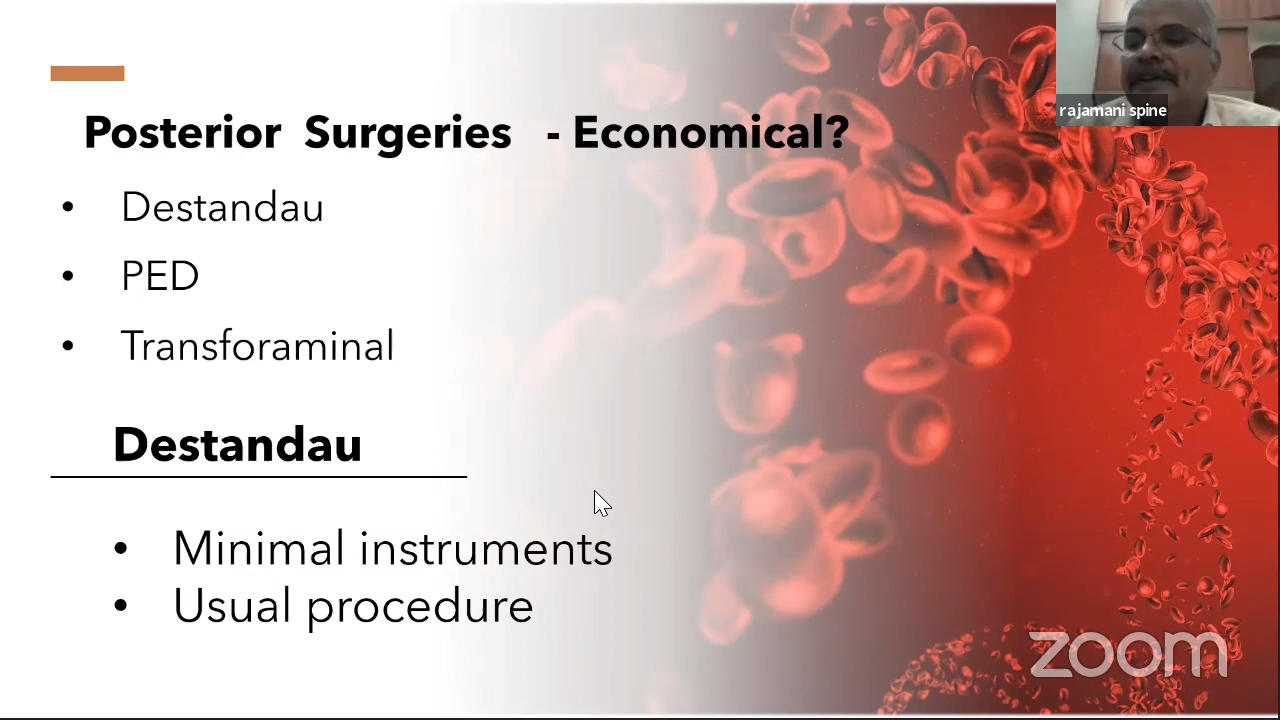 rajamani spine
Posterior Surgeries - Economical?
• Destandau
• PED
• Transforaminal
Destandau
• Minimal instruments
• Usual procedure
zoom